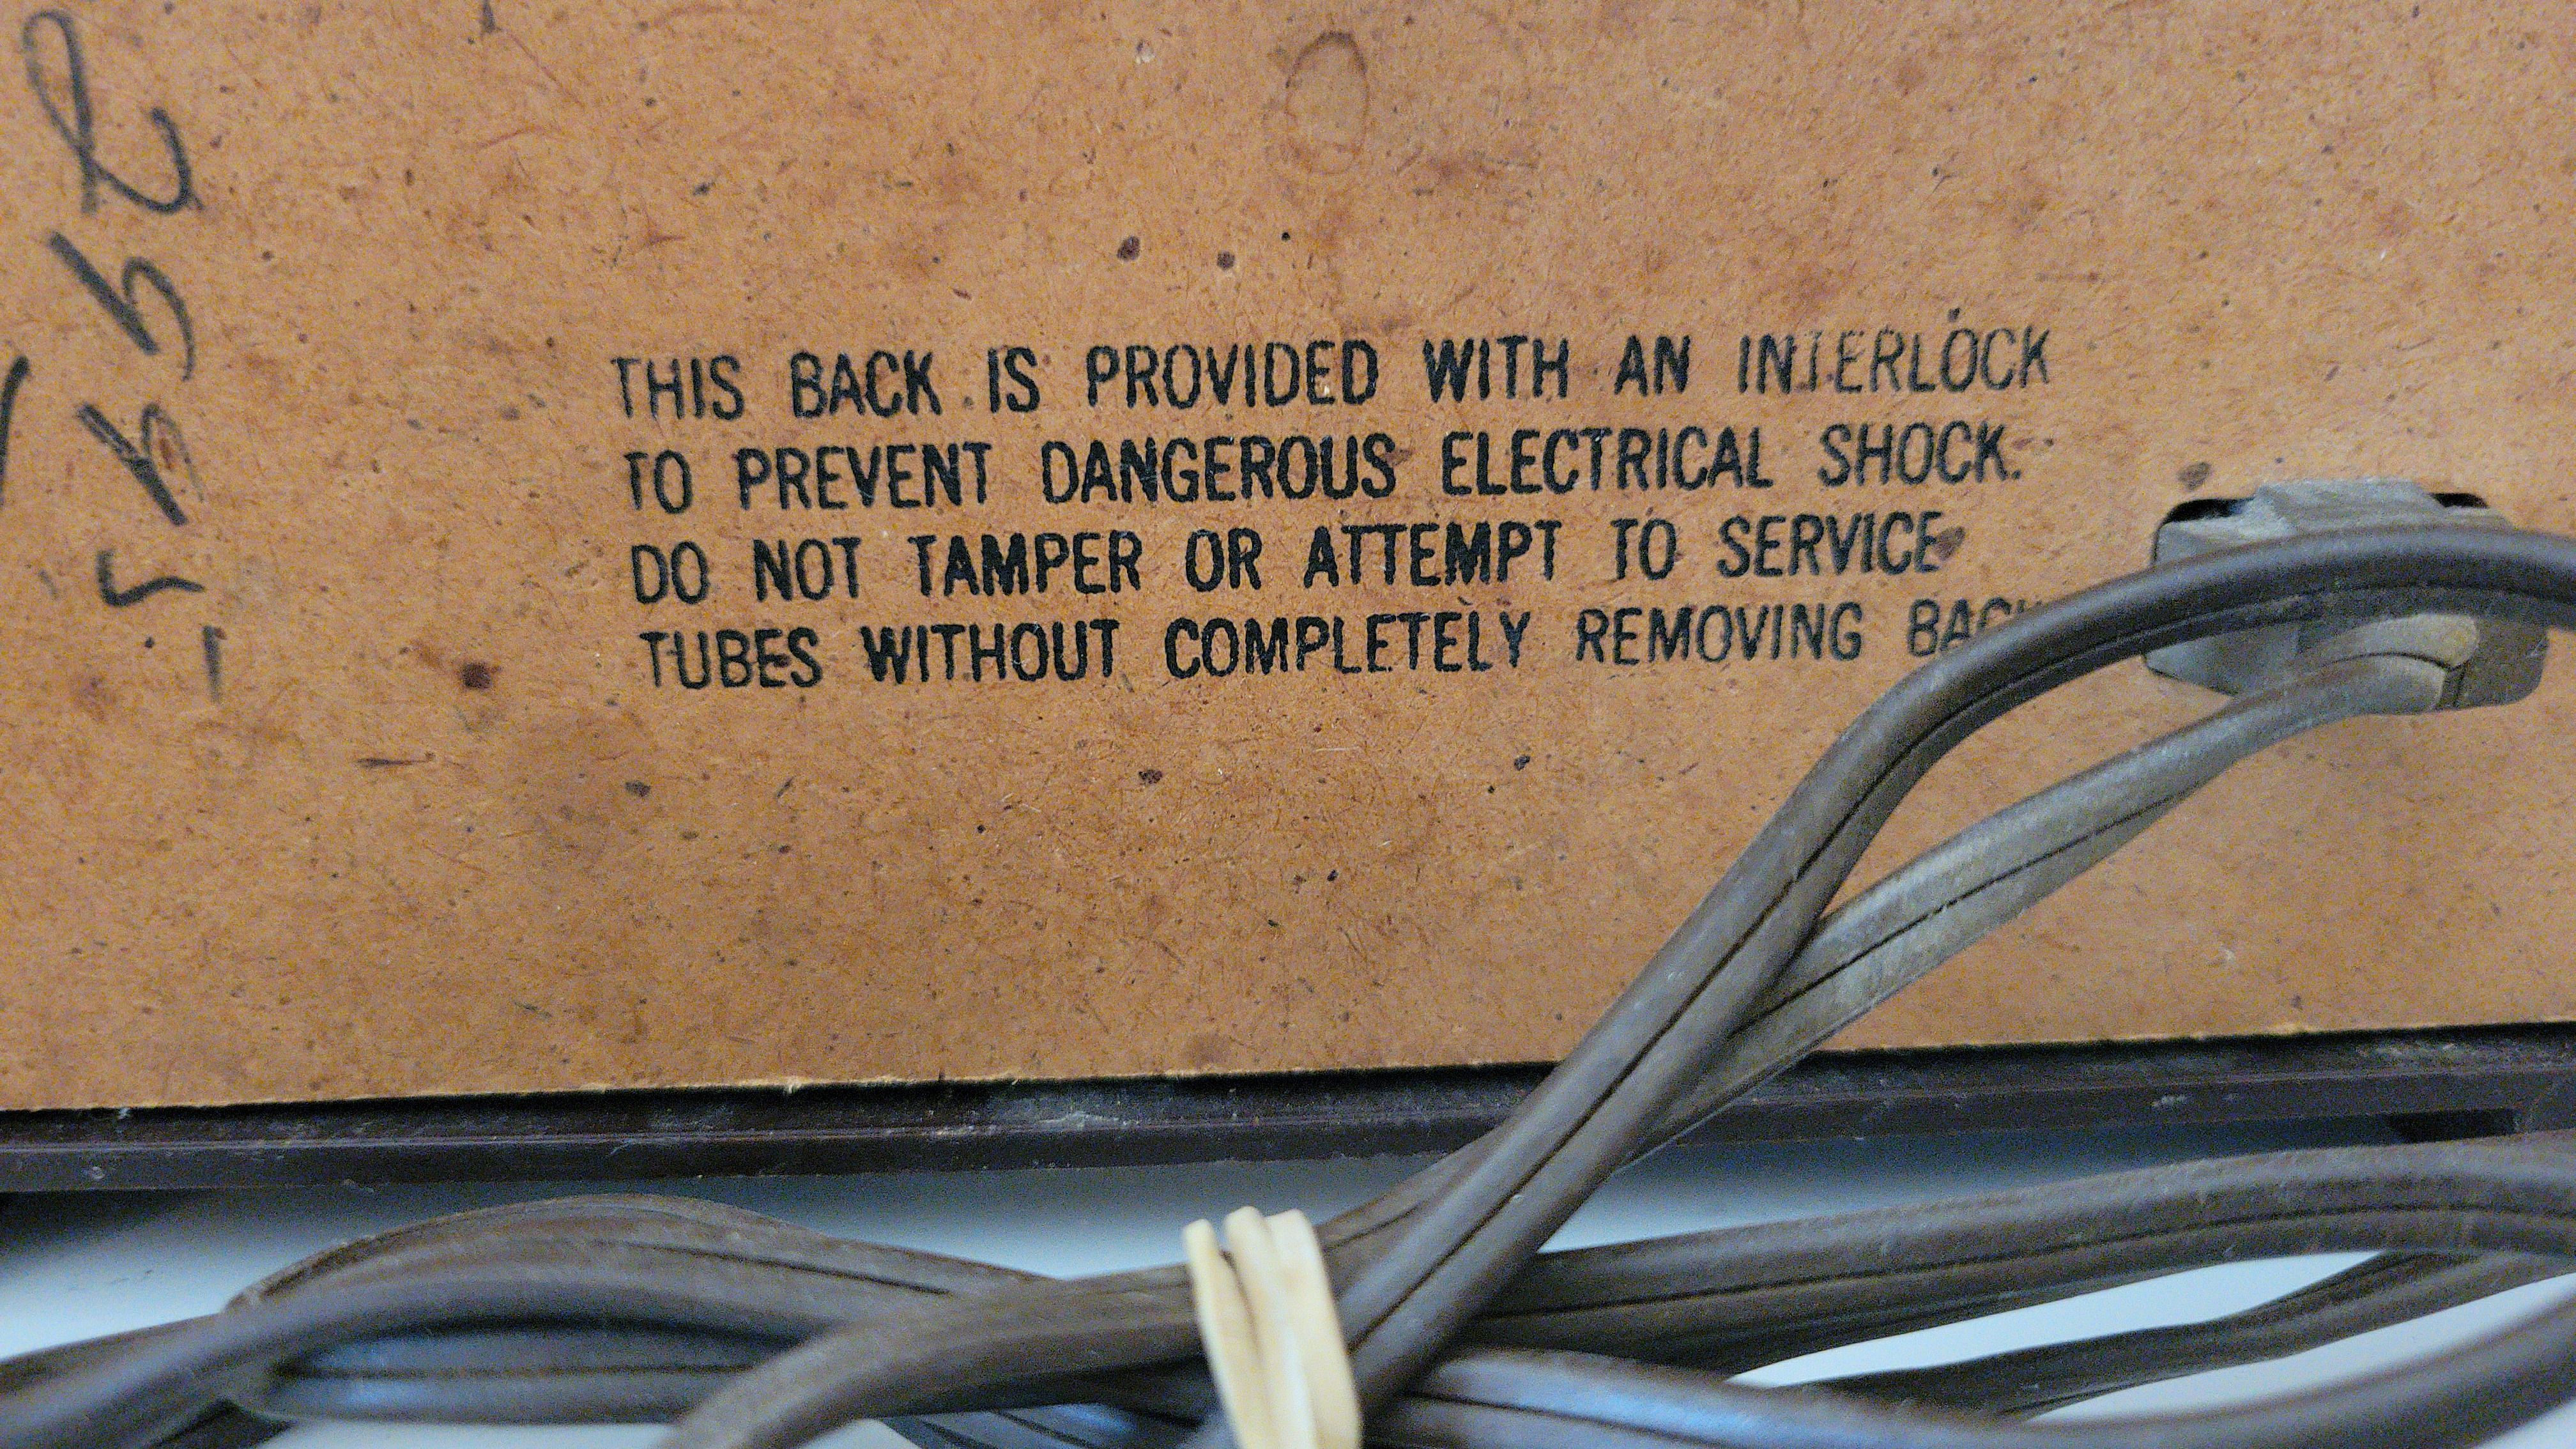 THIS BACK IS PROVIDED WITH AN INTERLOCK
TO PREVENT DANGEROUS ELECTRICAL SHOCK.
DO NOT TAMPER OR ATTEMPT TO SERVICE
TUBES WITHOUT COMPLETELY REMOVING BACK